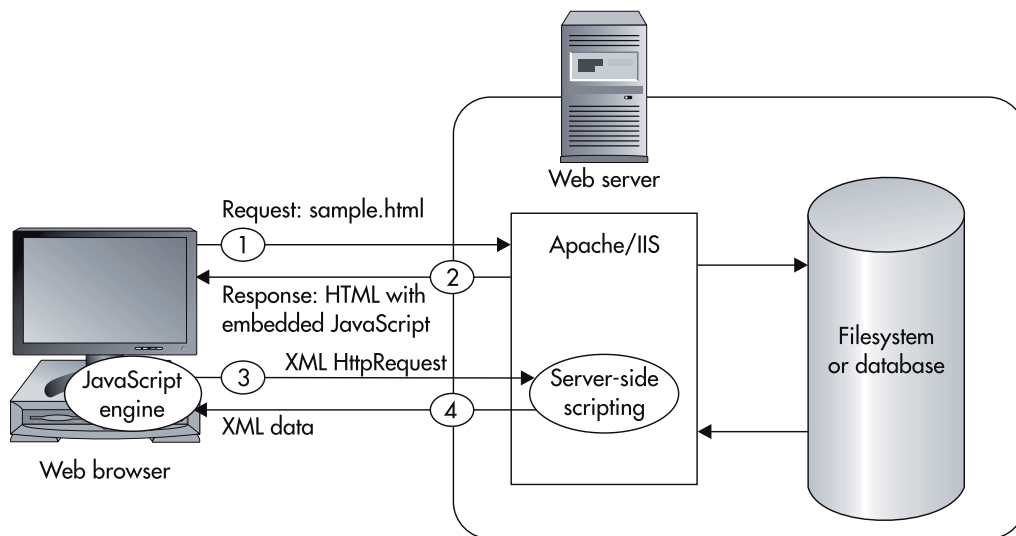 Web server
Request: sample.html
1
Apache/IIS
2
Response: HTML with
embedded JavaScript
Filesystem
or database
XML HttpRequest
3
JavaScript
engine
Server-side
scripting
4
XML data
Web browser